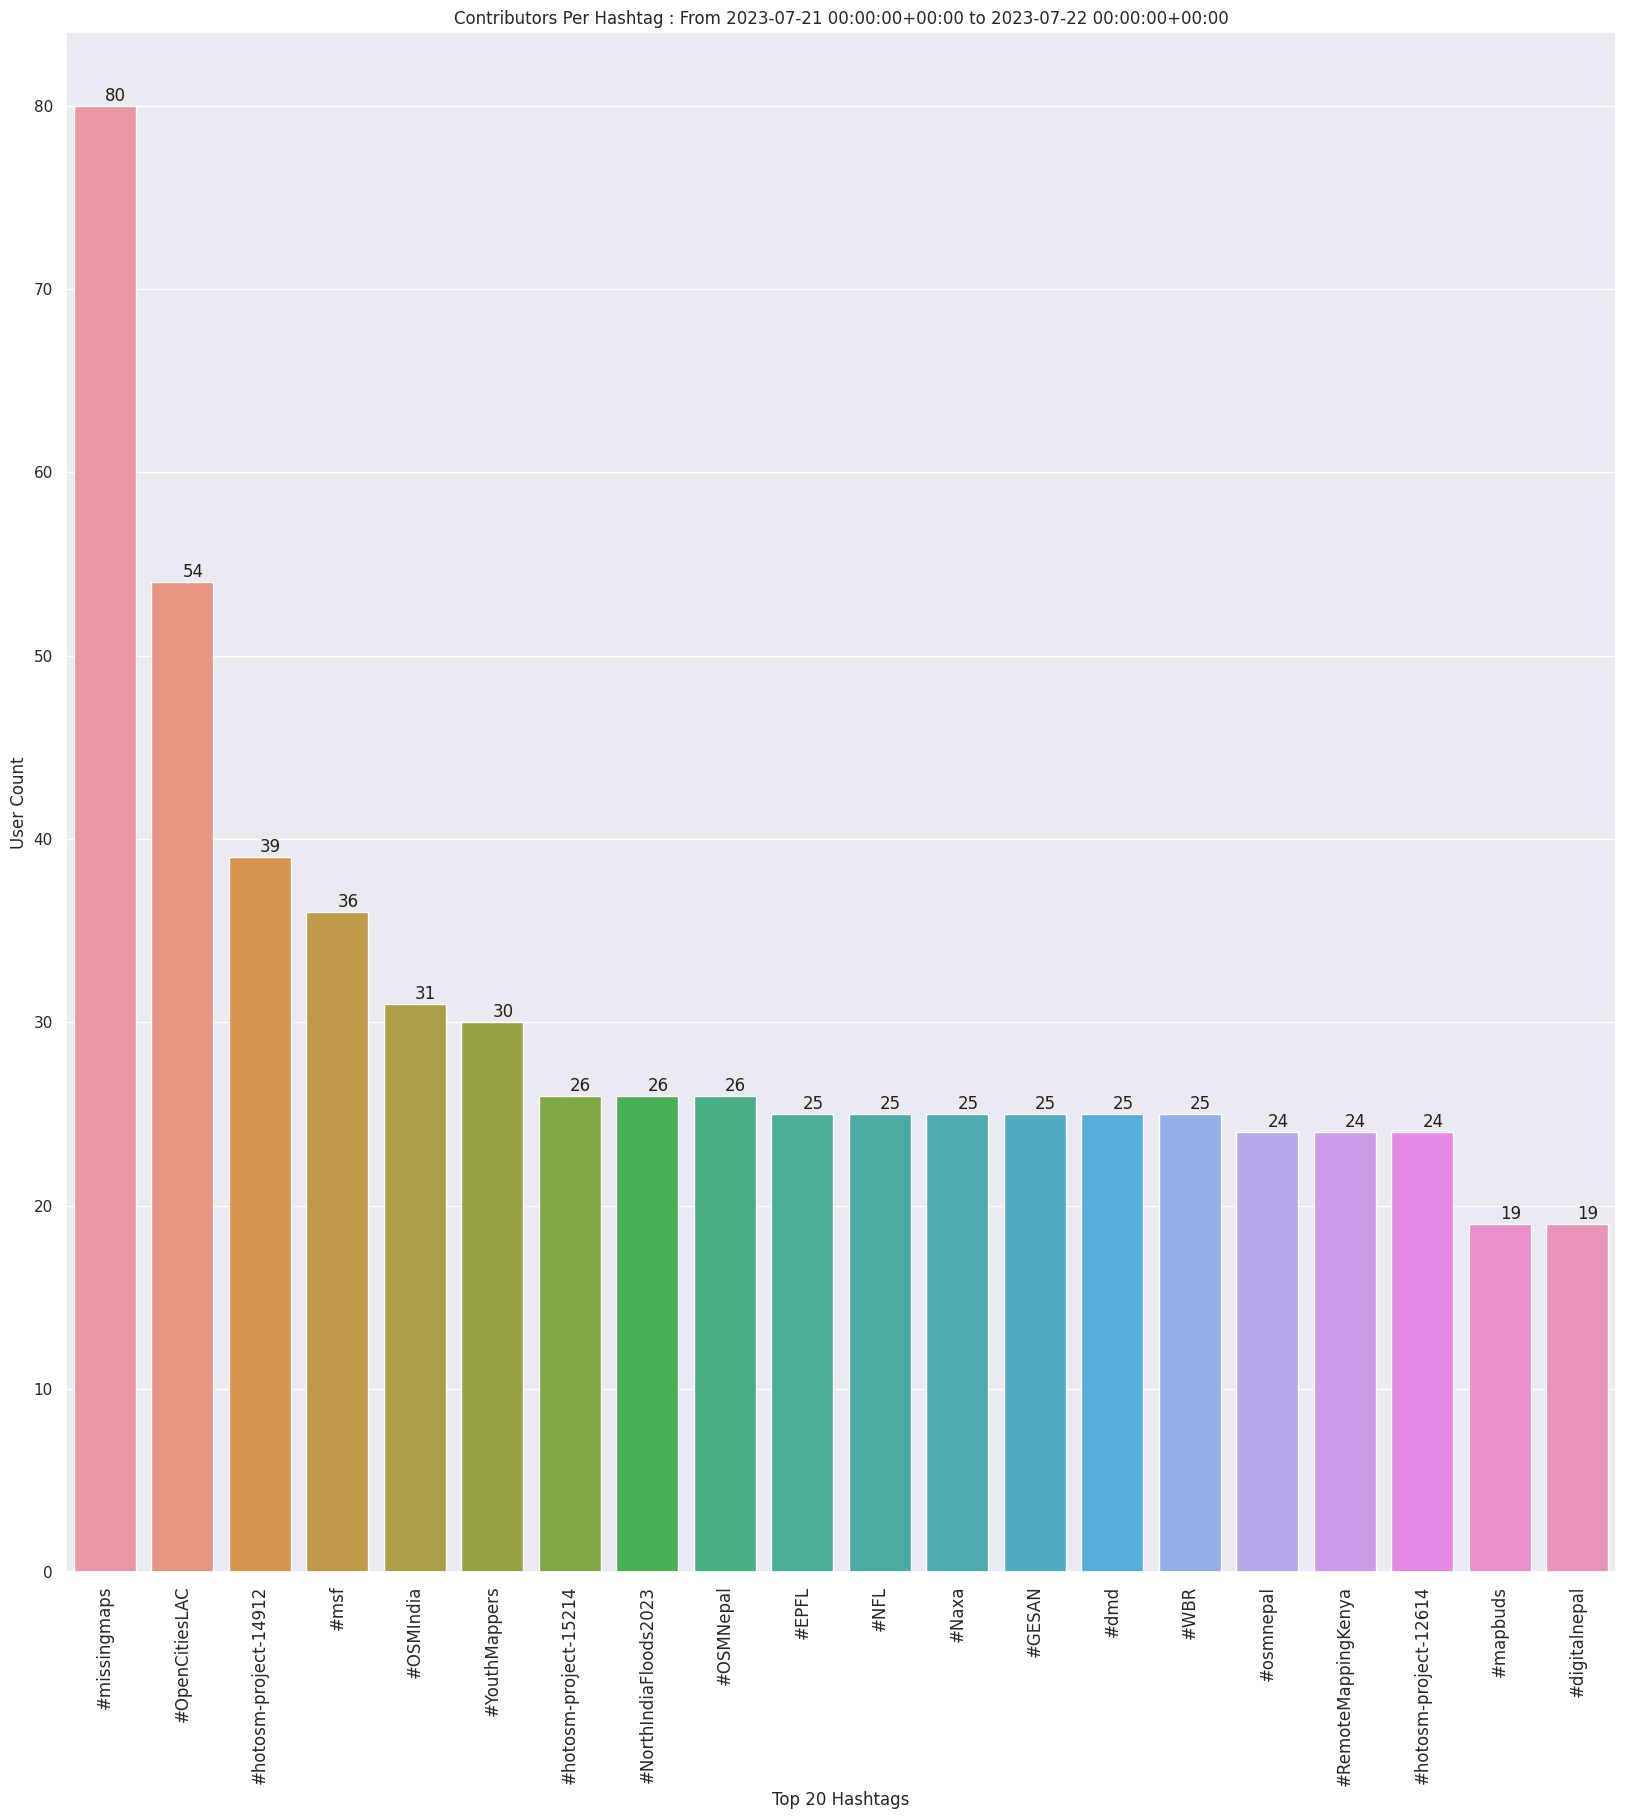 Contributors Per Hashtag : From 2023-07-21 00:00:00+00:00 to 2023-07-22 00:00:00+00:00
User Count
80
70
60
50
40
30
20
10
0
80
54
39
36
31
30
26
26
26
25
25
25
25
25
25
24
24
24
19
19
#missingmaps
#OpenCitiesLAC
#hotosm-project-14912
#msf
#OSMIndia
#YouthMappers
#hotosm-project-15214
#NorthIndiaFloods2023
#OSMNepal
#EPFL
#NFL
#Naxa
#GESAN
#dmd
#WBR
#osmnepal
#RemoteMappingKenya
#hotosm-project-12614
#mapbuds
#digitalnepal
Top 20 Hashtags